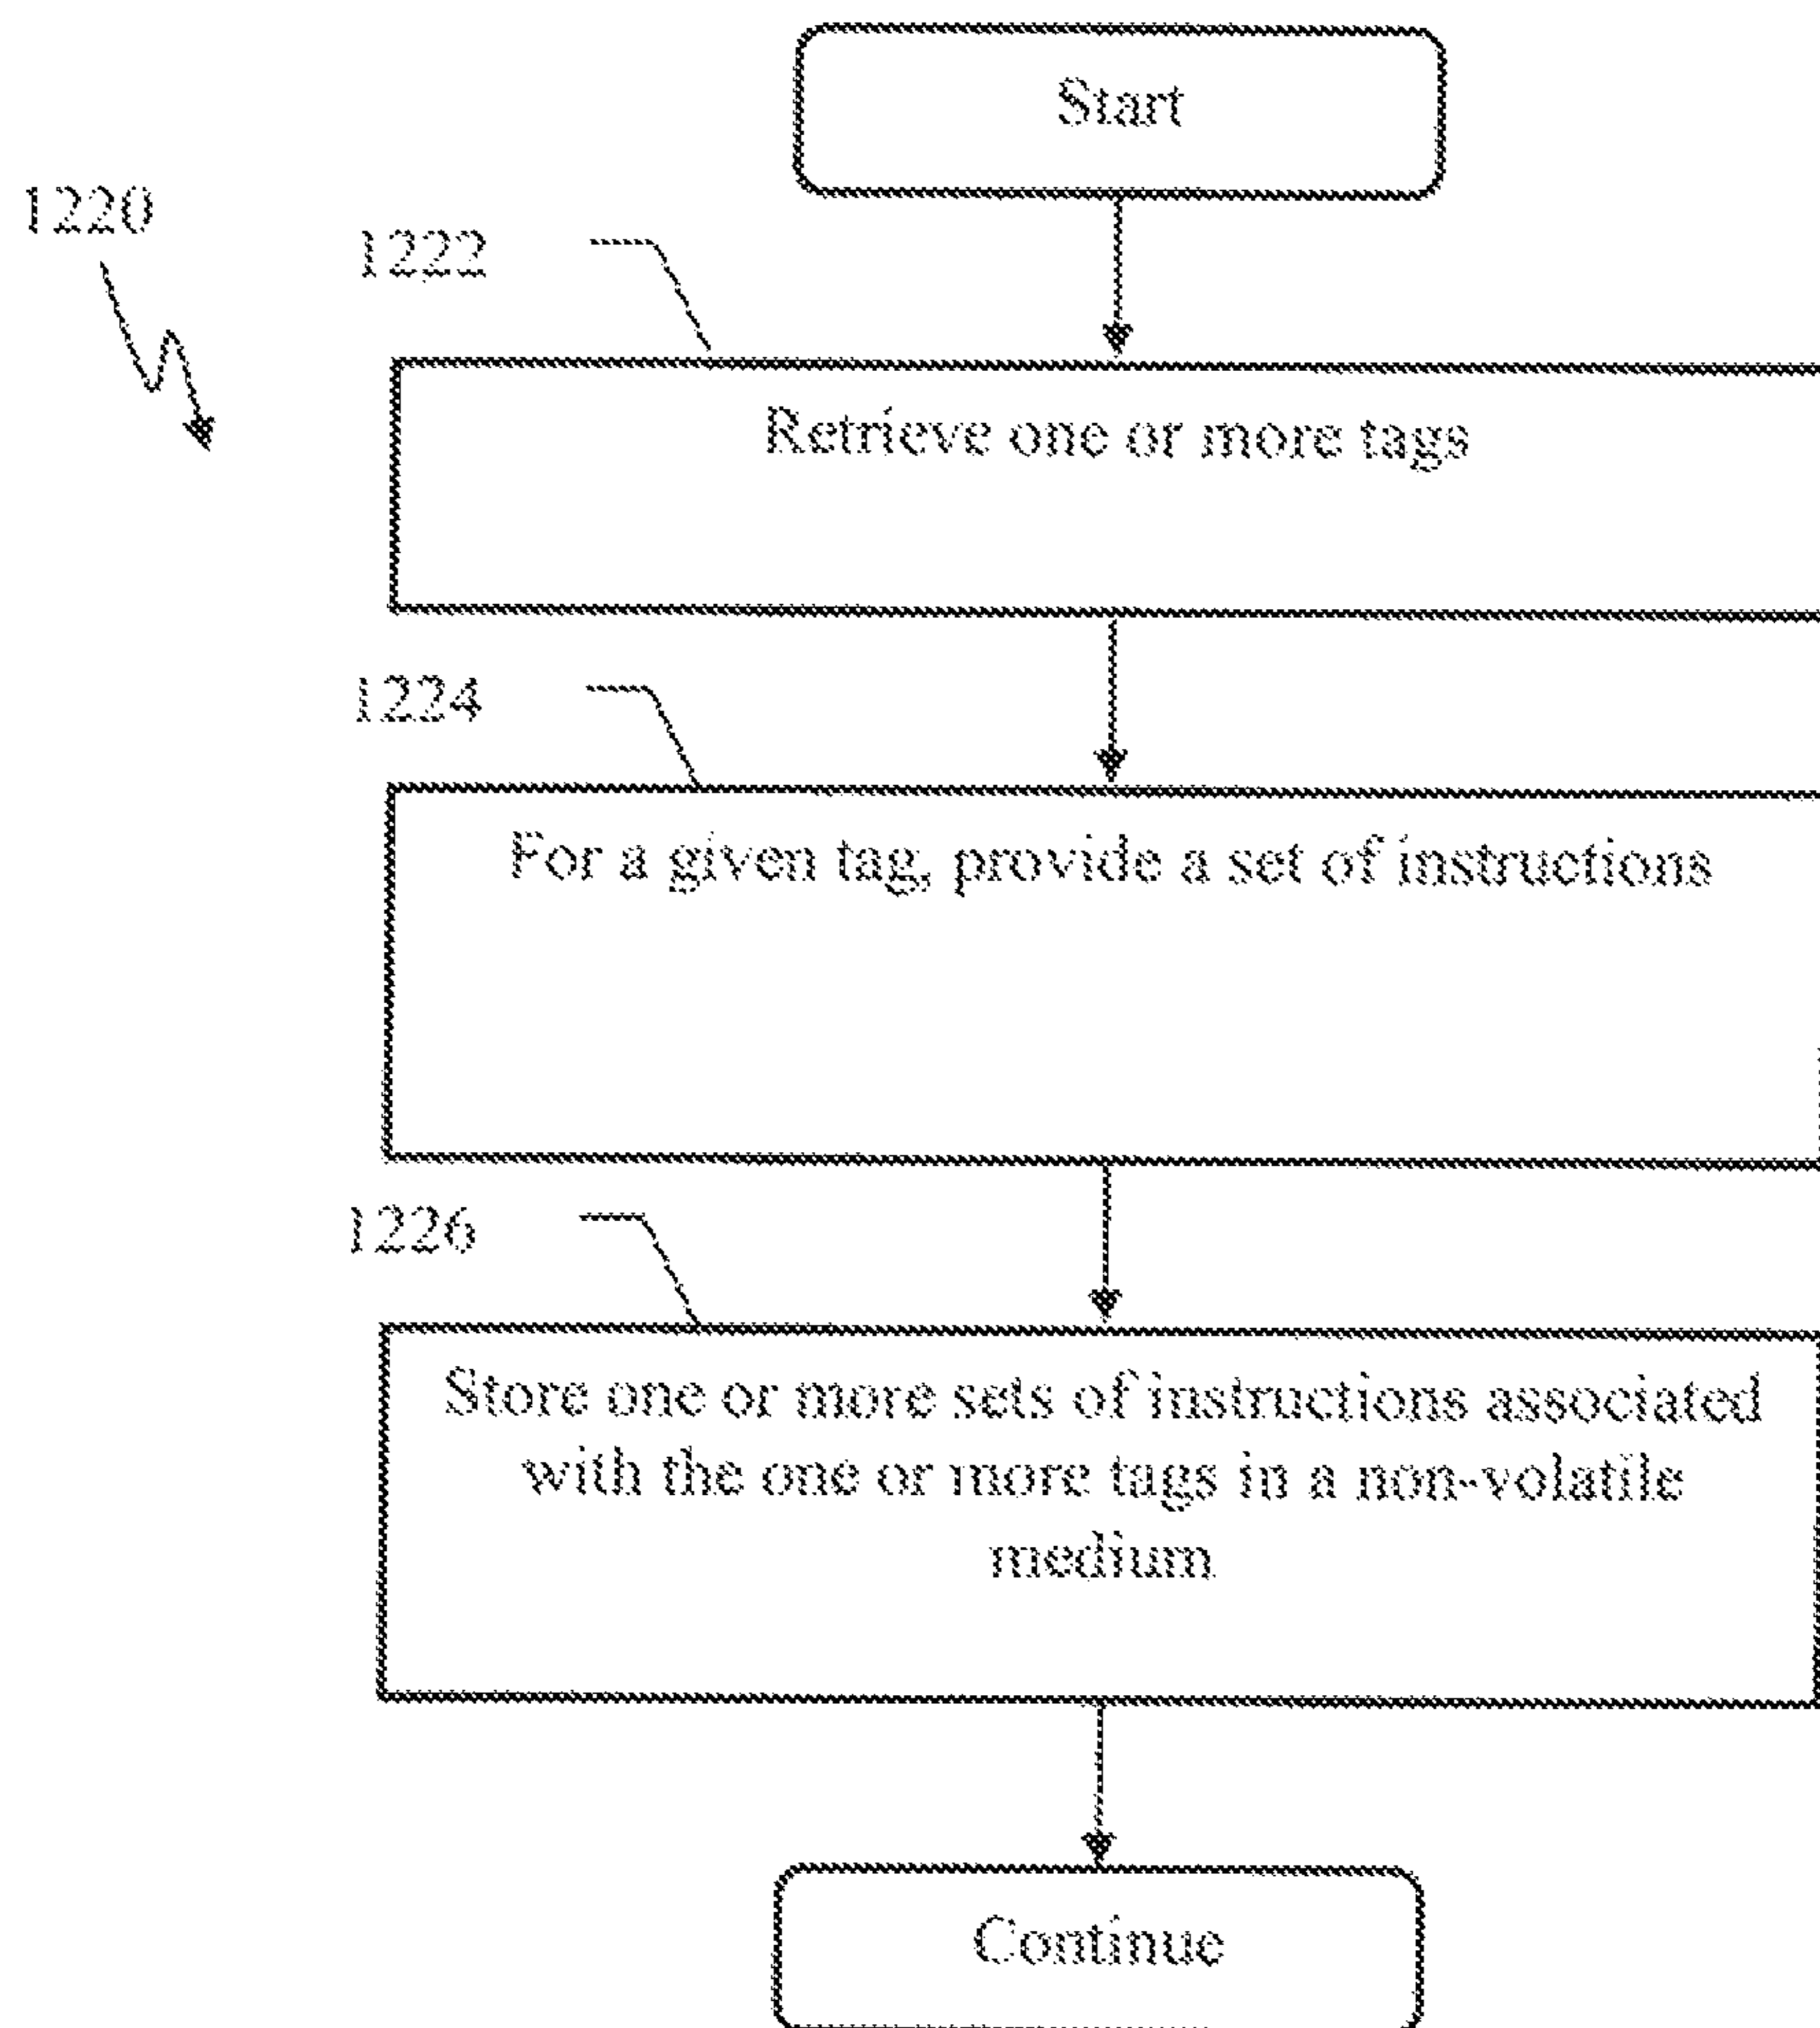 Start
1220
1222
Retrieve one or more tags
1224
For a given tag, provide a set of instructions
1226
Store one or more sets of instructions associated
with the one or more tags in a non-volatile
medium
Continue